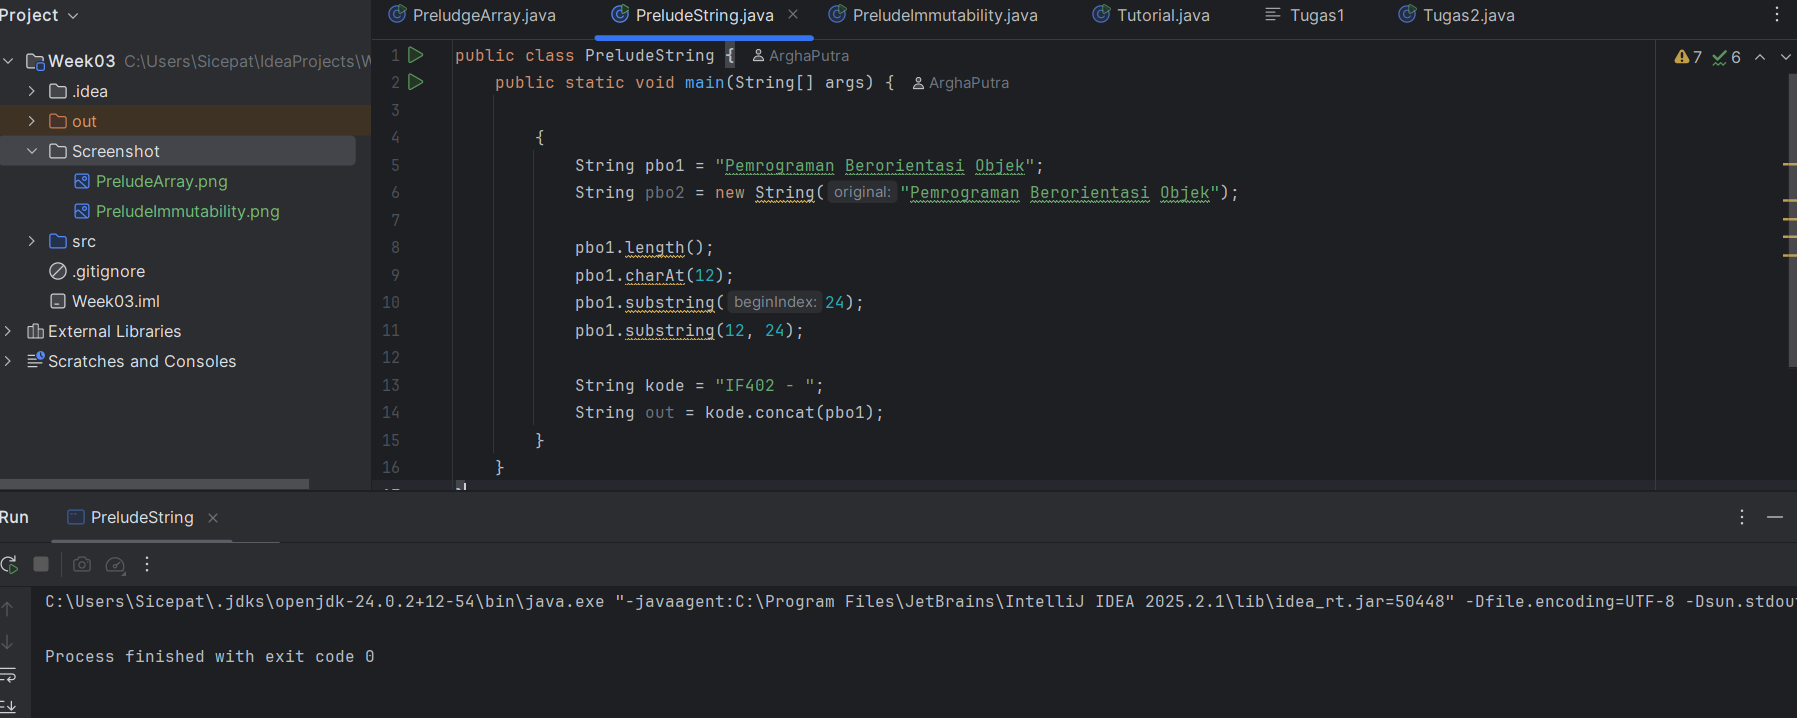 Project
PreludgeArray.java
PreludeString.java
PreludeImmutability.java
Tutorial.java
Tugas1
Tugas2.java
Week03 C:\Users\Sicepat\IdeaProjects\W
.idea
out
Screenshot
PreludeArray.png
PreludeImmutability.png
src
.gitignore
Week03.iml
External Libraries
Scratches and Consoles
7 6
1 public class PreludeString { ArghaPutra
2 public static void main(String[] args) { ArghaPutra
3
4 {
5 String pbo1 = "Pemrograman Berorientasi Objek";
6 String pbo2 = new String( original: "Pemrograman Berorientasi Objek");
7
8 pbo1.length();
9 pbo1.charAt(12);
10 pbo1.substring( beginIndex: 24);
11 pbo1.substring(12, 24);
12
13 String kode = "IF402 - ";
14 String out = kode.concat(pbo1);
15 }
16 }
Run PreludeString
C:\Users\Sicepat\.jdks\openjdk-24.0.2+12-54\bin\java.exe "-javaagent:C:\Program Files\JetBrains\IntelliJ IDEA 2025.2.1\lib\idea_rt.jar=50448" -Dfile.encoding=UTF-8 -Dsun.stdou
Process finished with exit code 0